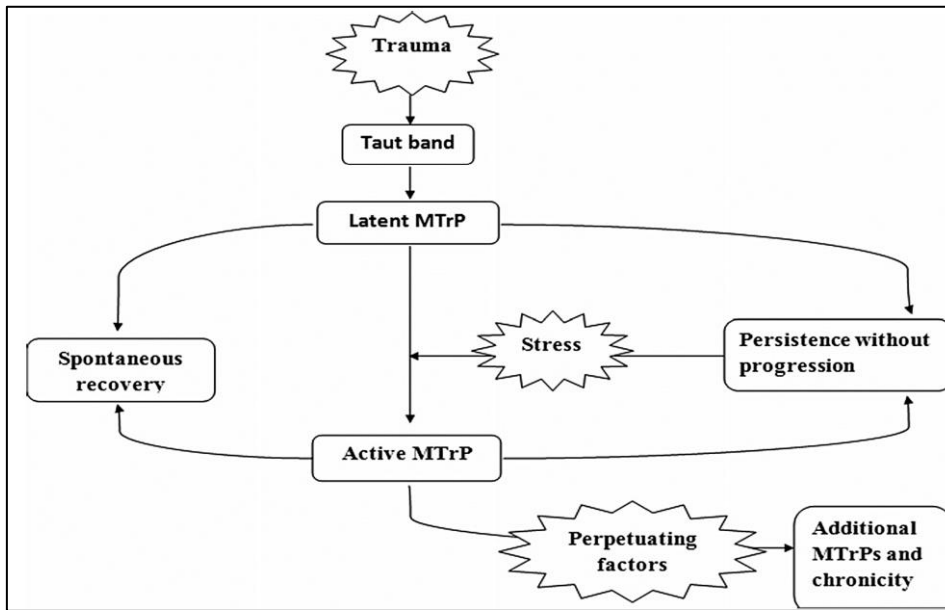 Trauma
Taut band
Latent MTrP
Stress
Persistence without
progression
Spontaneous
recovery
Active MTrP
Perpetuating
factors
Additional
MTrPs and
chronicity